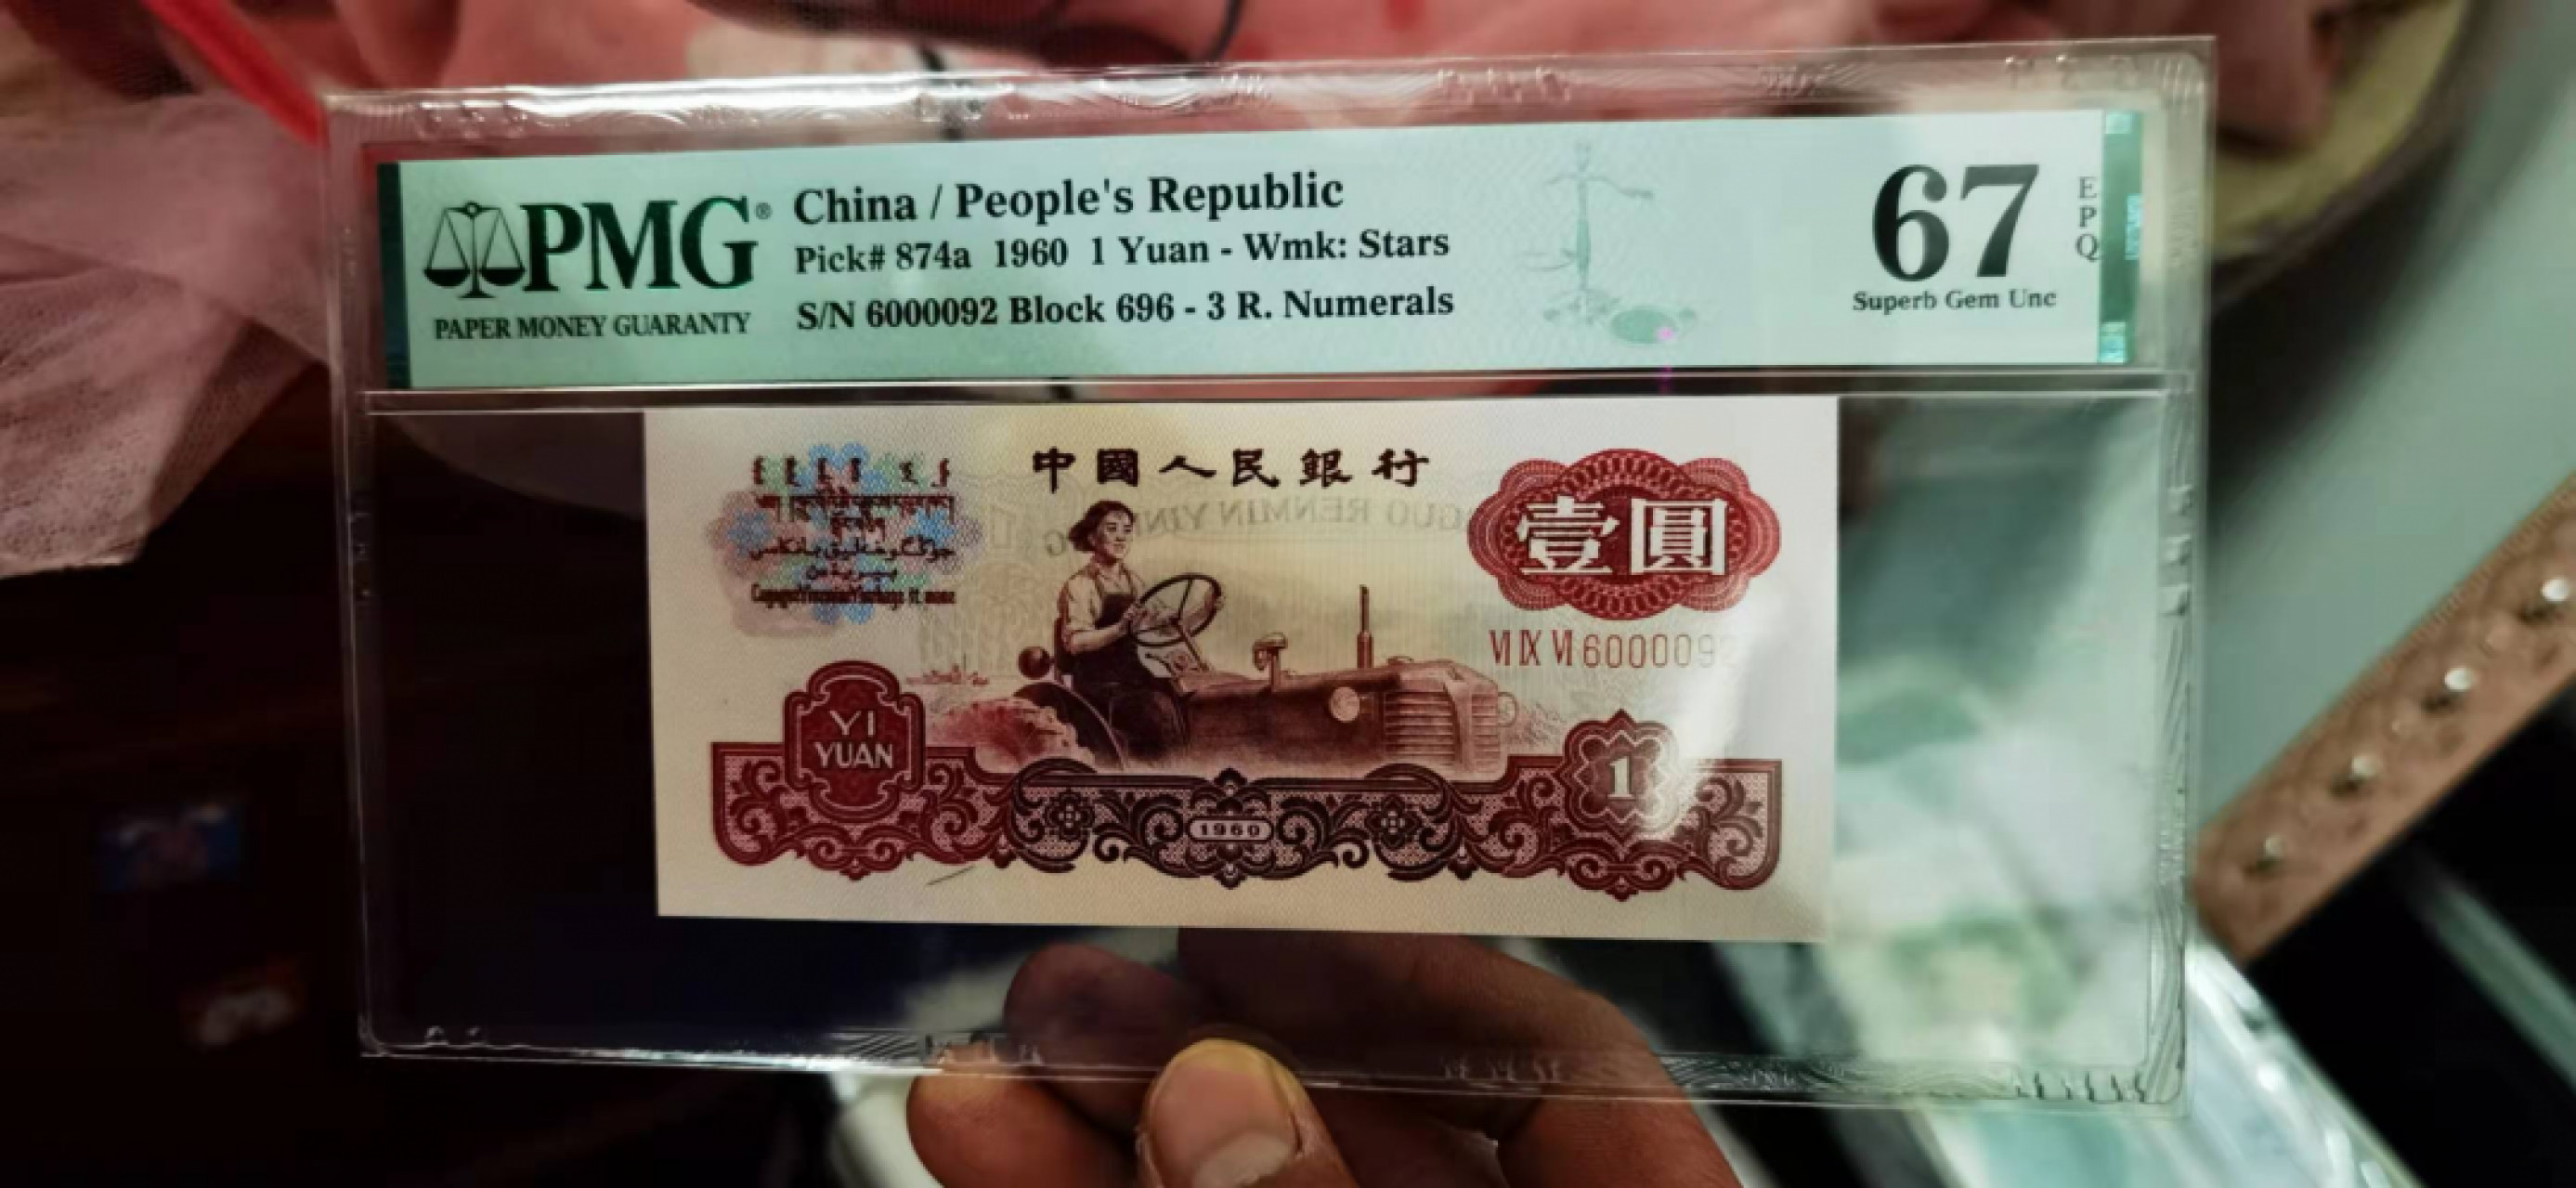 PMG®
PAPER MONEY GUARANTY
China / People's Republic
Pick# 874a 1960 1 Yuan - Wmk: Stars
S/N 6000092 Block 696 - 3 R. Numerals
67
EPQ
Superb Gem Unc
中國人民銀行
壹圓
VI IX VI 6000092
YI
YUAN
1960
1